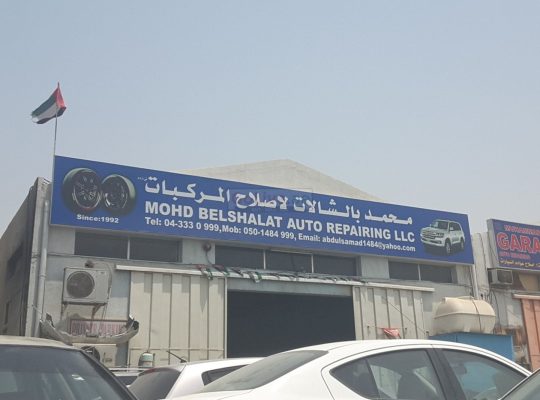 محمد بالشالات لاصلاح المركبات
MOHD BELSHALAT AUTO REPAIRING LLC
Since:1992
Tel: 04-333 0 999,Mob: 050-1484 999, Email: abdulsamad1484@yahoo.com
GARA